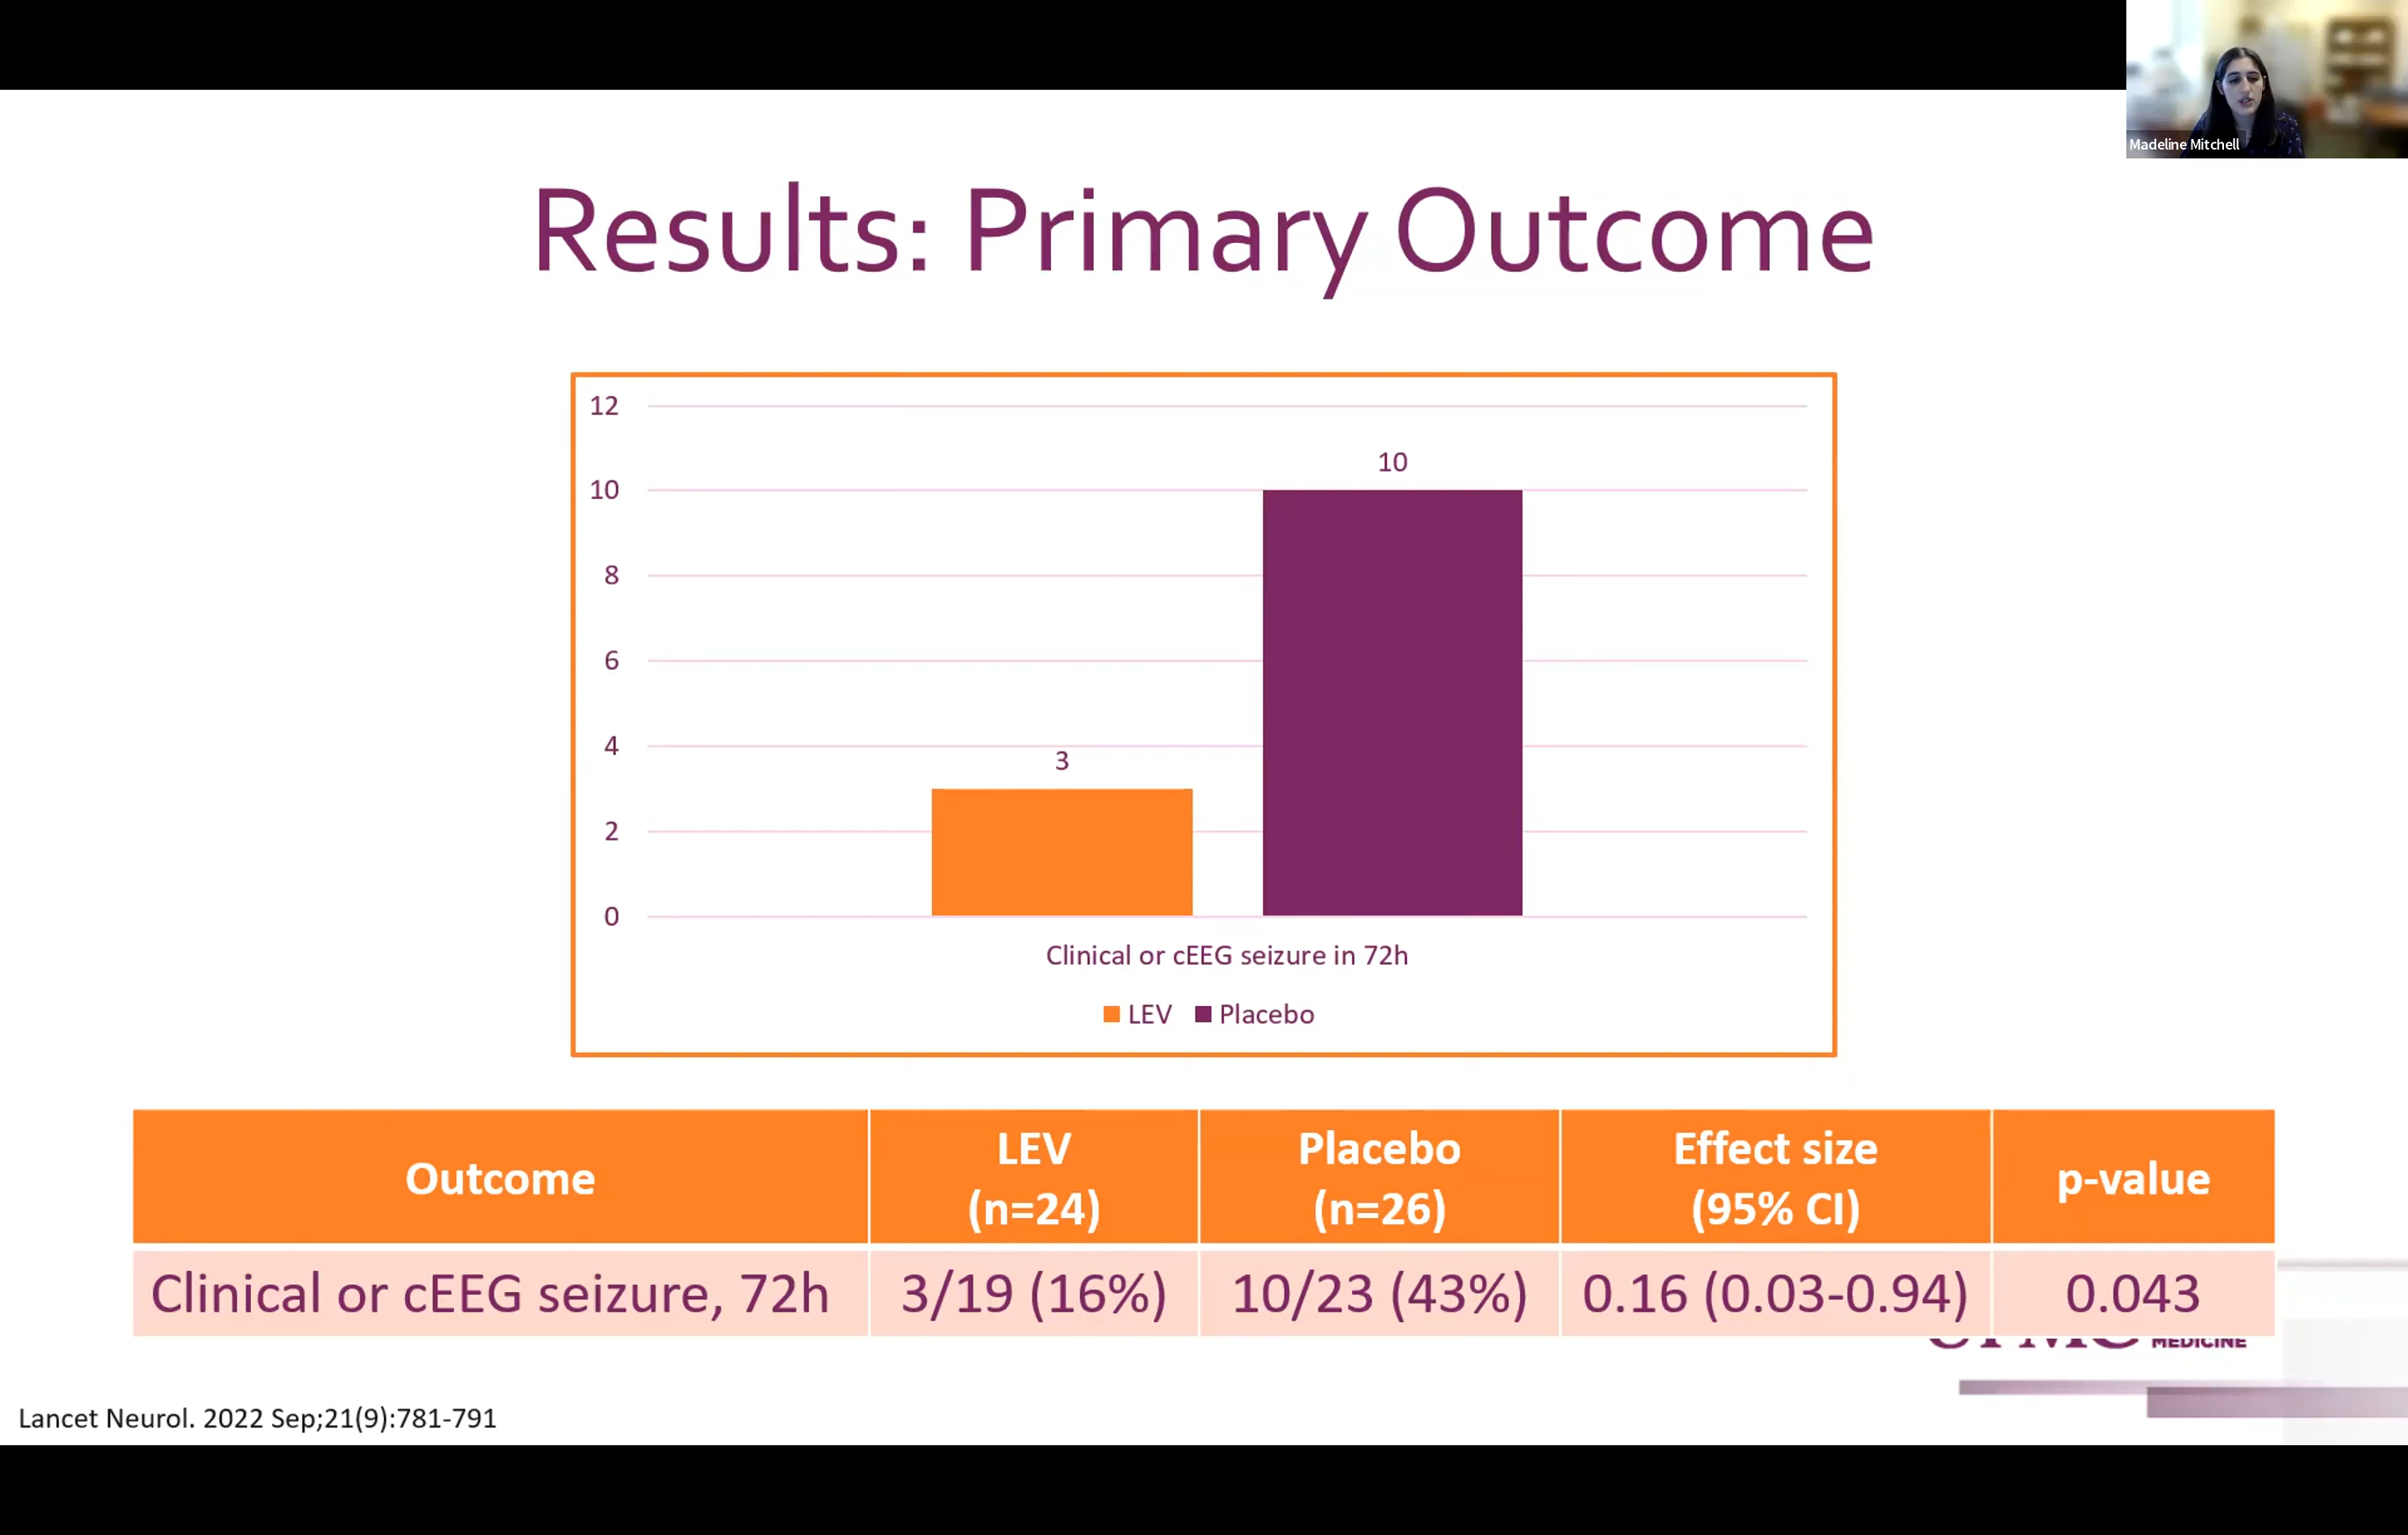 Madeline Mitchell
Results: Primary Outcome
12
10
8
6
4
2
0
3
10
Clinical or cEEG seizure in 72h
LEV Placebo
Outcome
LEV
(n=24)
Placebo
(n=26)
Effect size
(95% CI)
p-value
Clinical or cEEG seizure, 72h 3/19 (16%) 10/23 (43%) 0.16 (0.03-0.94) 0.043
MEDICINE
Lancet Neurol. 2022 Sep;21(9):781-791